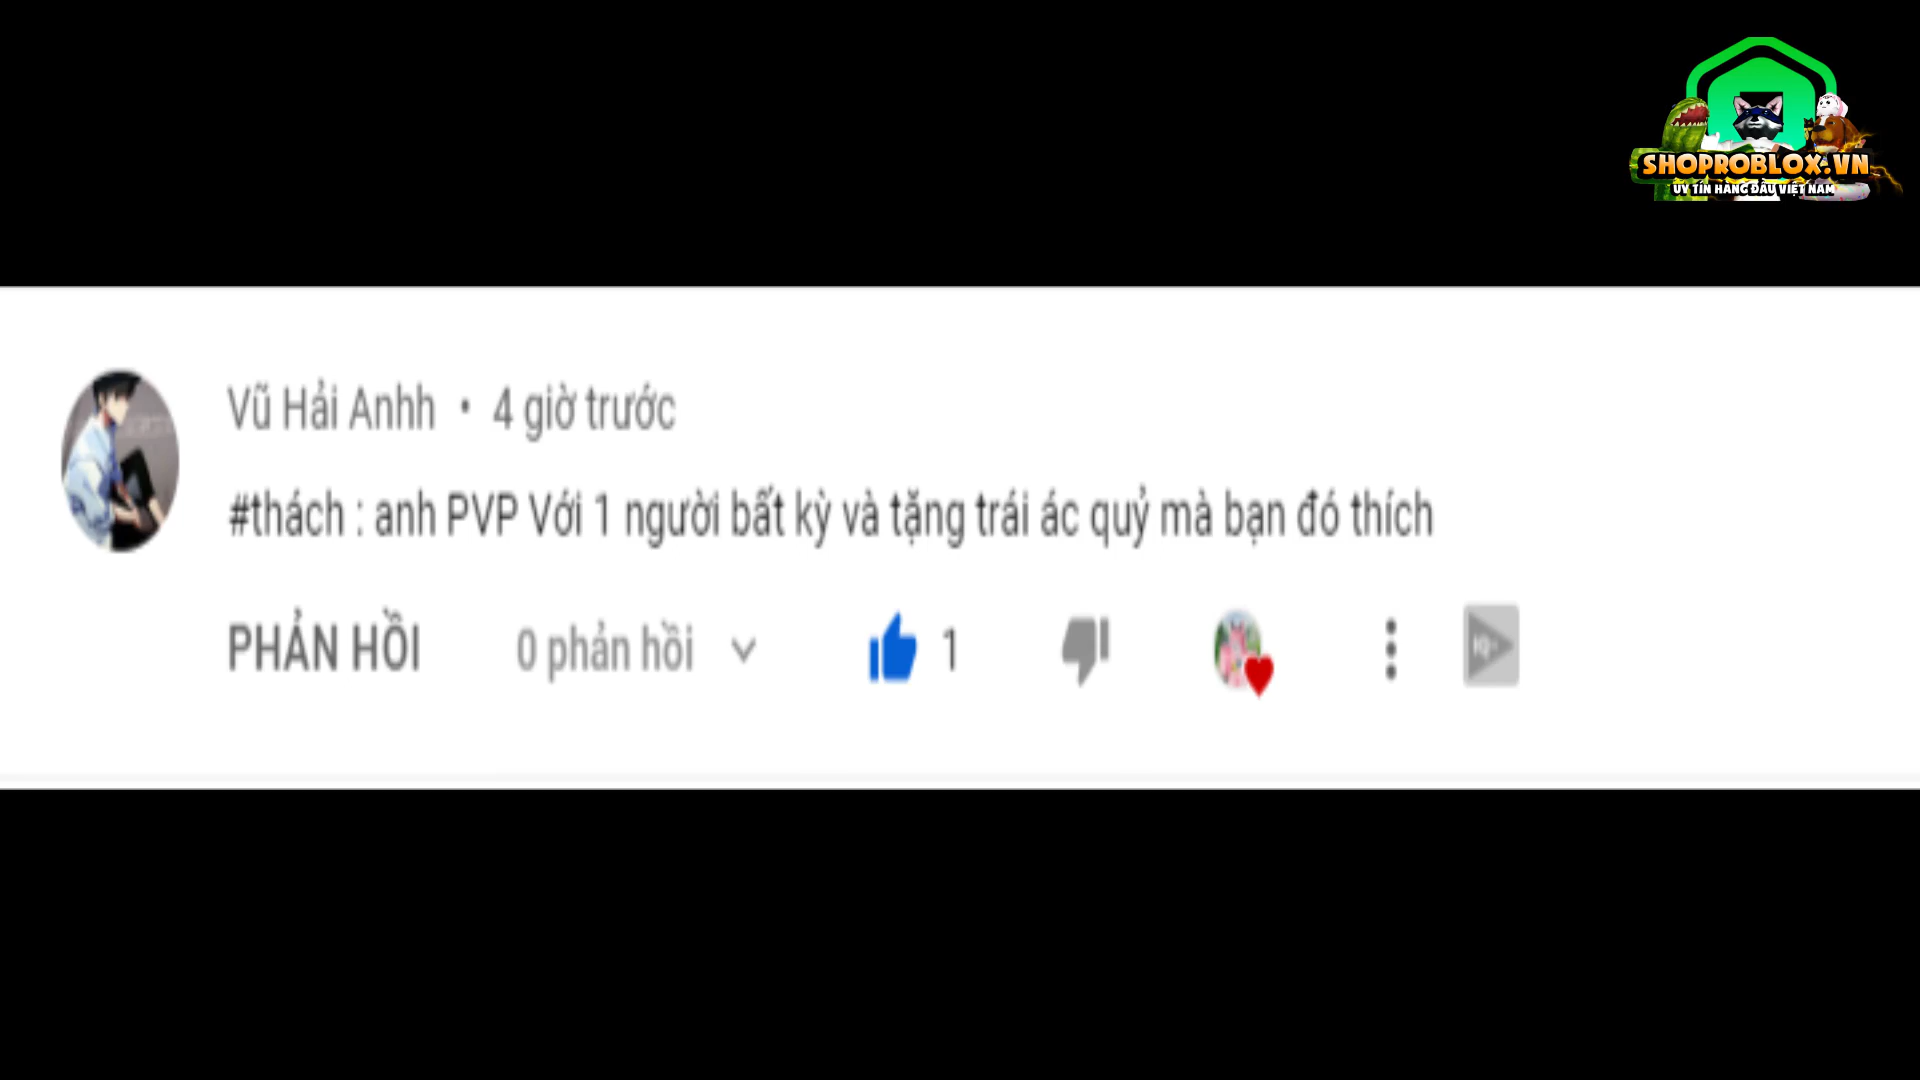 SHOPROBLOX.VN
UY TÍN HÀNG ĐẦU VIỆT NAM
Vũ Hải Anhh • 4 giờ trước
#thách : anh PVP Với 1 người bất kỳ và tặng trái ác quỷ mà bạn đó thích
PHẢN HỒI 0 phản hồi 1